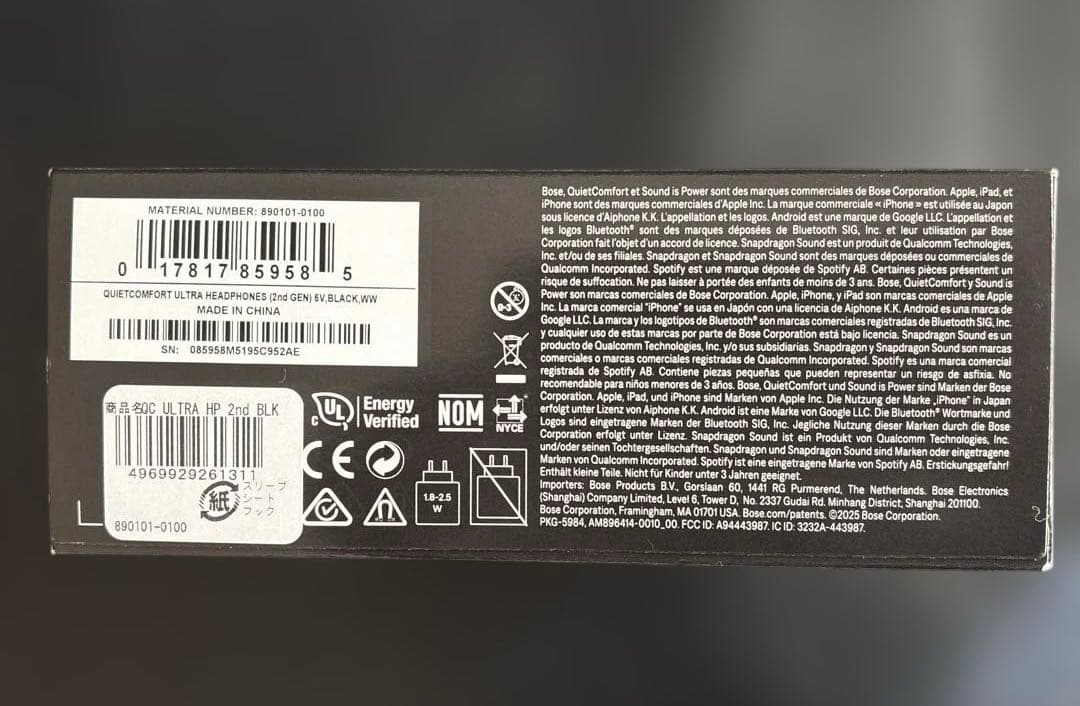 MATERIAL NUMBER: 890101-0100
0 17817 85958 5
QUIETCOMFORT ULTRA HEADPHONES (2nd GEN) 5V,BLACK,WW
MADE IN CHINA
SN: 085958M5195C952AE
商品名QC ULTRA HP 2nd BLK
4969929261311
紙
スリーブ
シート
フック
890101-0100
0-3
c UL Energy
Verified
NOM
NYCE
CE
1.8-2.5
W
Bose, QuietComfort et Sound is Power sont des marques commerciales de Bose Corporation. Apple, iPad, et
iPhone sont des marques commerciales d'Apple Inc. La marque commerciale « iPhone » est utilisée au Japon
sous licence d'Aiphone K.K. L'appellation et les logos. Android est une marque de Google LLC. L'appellation et
les logos Bluetooth® sont des marques déposées de Bluetooth SIG, Inc. et leur utilisation par Bose
Corporation fait l'objet d'un accord de licence. Snapdragon Sound est un produit de Qualcomm Technologies,
Inc. et/ou de ses filiales. Snapdragon et Snapdragon Sound sont des marques déposées ou commerciales de
Qualcomm Incorporated. Spotify est une marque déposée de Spotify AB. Certaines pièces présentent un
risque de suffocation. Ne pas laisser à portée des enfants de moins de 3 ans. Bose, QuietComfort y Sound is
Power son marcas comerciales de Bose Corporation. Apple, iPhone, y iPad son marcas comerciales de Apple
Inc. La marca comercial "iPhone" se usa en Japón con una licencia de Aiphone K.K. Android es una marca de
Google LLC. La marca y los logotipos de Bluetooth® son marcas comerciales registradas de Bluetooth SIG, Inc.
y cualquier uso de estas marcas por parte de Bose Corporation está bajo licencia. Snapdragon Sound es un
producto de Qualcomm Technologies, Inc. y/o sus subsidiarias. Snapdragon y Snapdragon Sound son marcas
comerciales o marcas comerciales registradas de Qualcomm Incorporated. Spotify es una marca comercial
registrada de Spotify AB. Contiene piezas pequeñas que pueden representar un riesgo de asfixia. No
recomendable para niños menores de 3 años. Bose, QuietComfort und Sound is Power sind Marken der Bose
Corporation. Apple, iPad, und iPhone sind Marken von Apple Inc. Die Nutzung der Marke „iPhone" in Japan
erfolgt unter Lizenz von Aiphone K.K. Android ist eine Marke von Google LLC. Die Bluetooth® Wortmarke und
Logos sind eingetragene Marken der Bluetooth SIG, Inc. Jegliche Nutzung dieser Marken durch die Bose
Corporation erfolgt unter Lizenz. Snapdragon Sound ist ein Produkt von Qualcomm Technologies, Inc.
und/oder seinen Tochtergesellschaften. Snapdragon und Snapdragon Sound sind Marken oder eingetragene
Marken von Qualcomm Incorporated. Spotify ist eine eingetragene Marke von Spotify AB. Erstickungsgefahr!
Enthält kleine Teile. Nicht für Kinder unter 3 Jahren geeignet.
Importers: Bose Products B.V., Gorslaan 60, 1441 RG Purmerend, The Netherlands. Bose Electronics
(Shanghai) Company Limited, Level 6, Tower D, No. 2337 Gudai Rd. Minhang District, Shanghai 201100.
Bose Corporation, Framingham, MA 01701 USA. Bose.com/patents. ©2025 Bose Corporation.
PKG-5984, AM896414-0010_00. FCC ID: A94443987. IC ID: 3232A-443987.